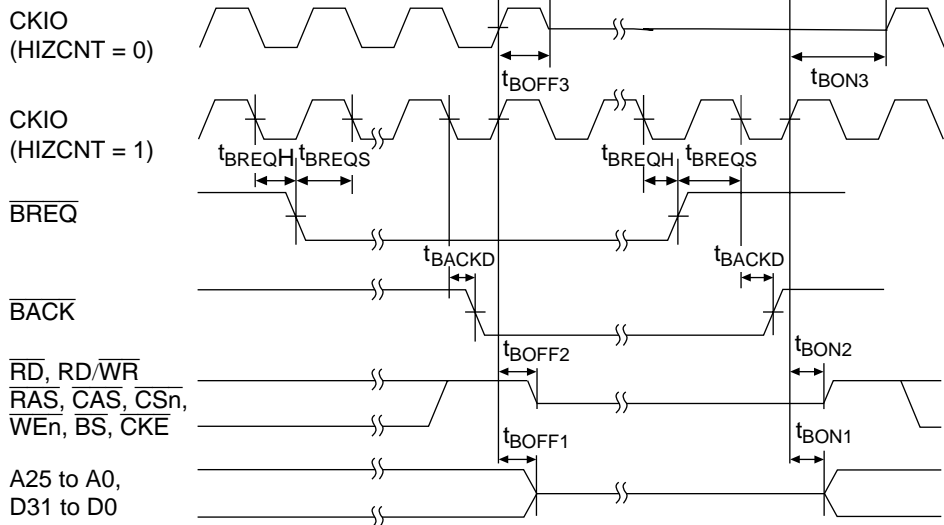 CKIO
(HIZCNT = 0)
tBOFF3
tBON3
CKIO
(HIZCNT = 1)
tBREQH
tBREQS
tBREQH
tBREQS
BREQ
tBACKD
tBACKD
BACK
tBOFF2
tBON2
RD, RD/WR
RAS, CAS, CSn,
WEn, BS, CKE
tBOFF1
tBON1
A25 to A0,
D31 to D0